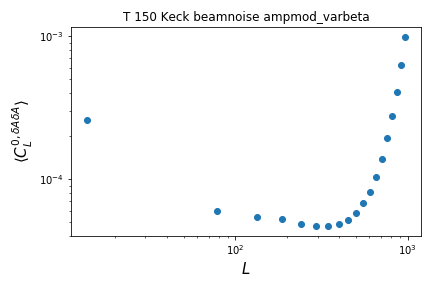 T 150 Keck beamnoise ampmod_varbeta
10⁻³
10⁻⁴
⟨C_L^{0, δAδA}⟩
10²
10³
L